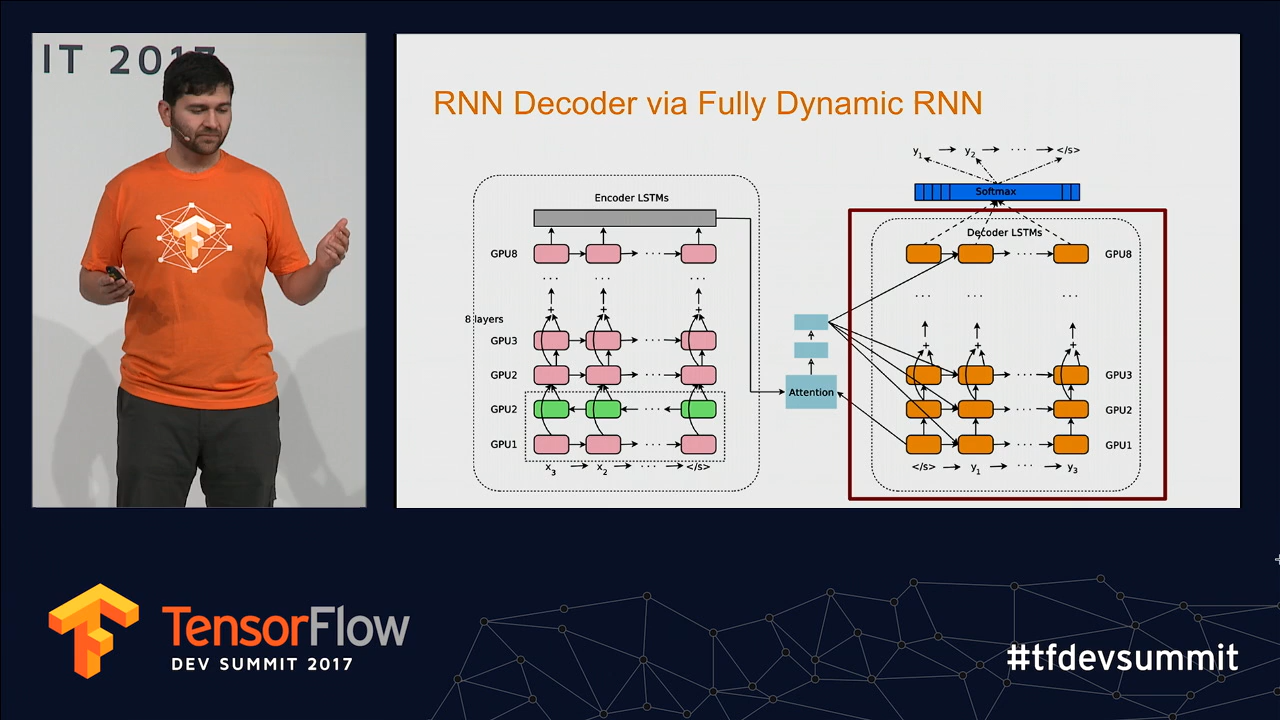 IT 2017
RNN Decoder via Fully Dynamic RNN
y1 → y2 → ··· → </s>
Softmax
Encoder LSTMs
Decoder LSTMs
GPU8
GPU8
8 layers
GPU3
GPU2
GPU2
GPU1
x3 → x2 → ··· → </s>
Attention
GPU3
GPU2
GPU1
</s> → y1 → ··· → y3
TensorFlow
DEV SUMMIT 2017
#tfdevsummit